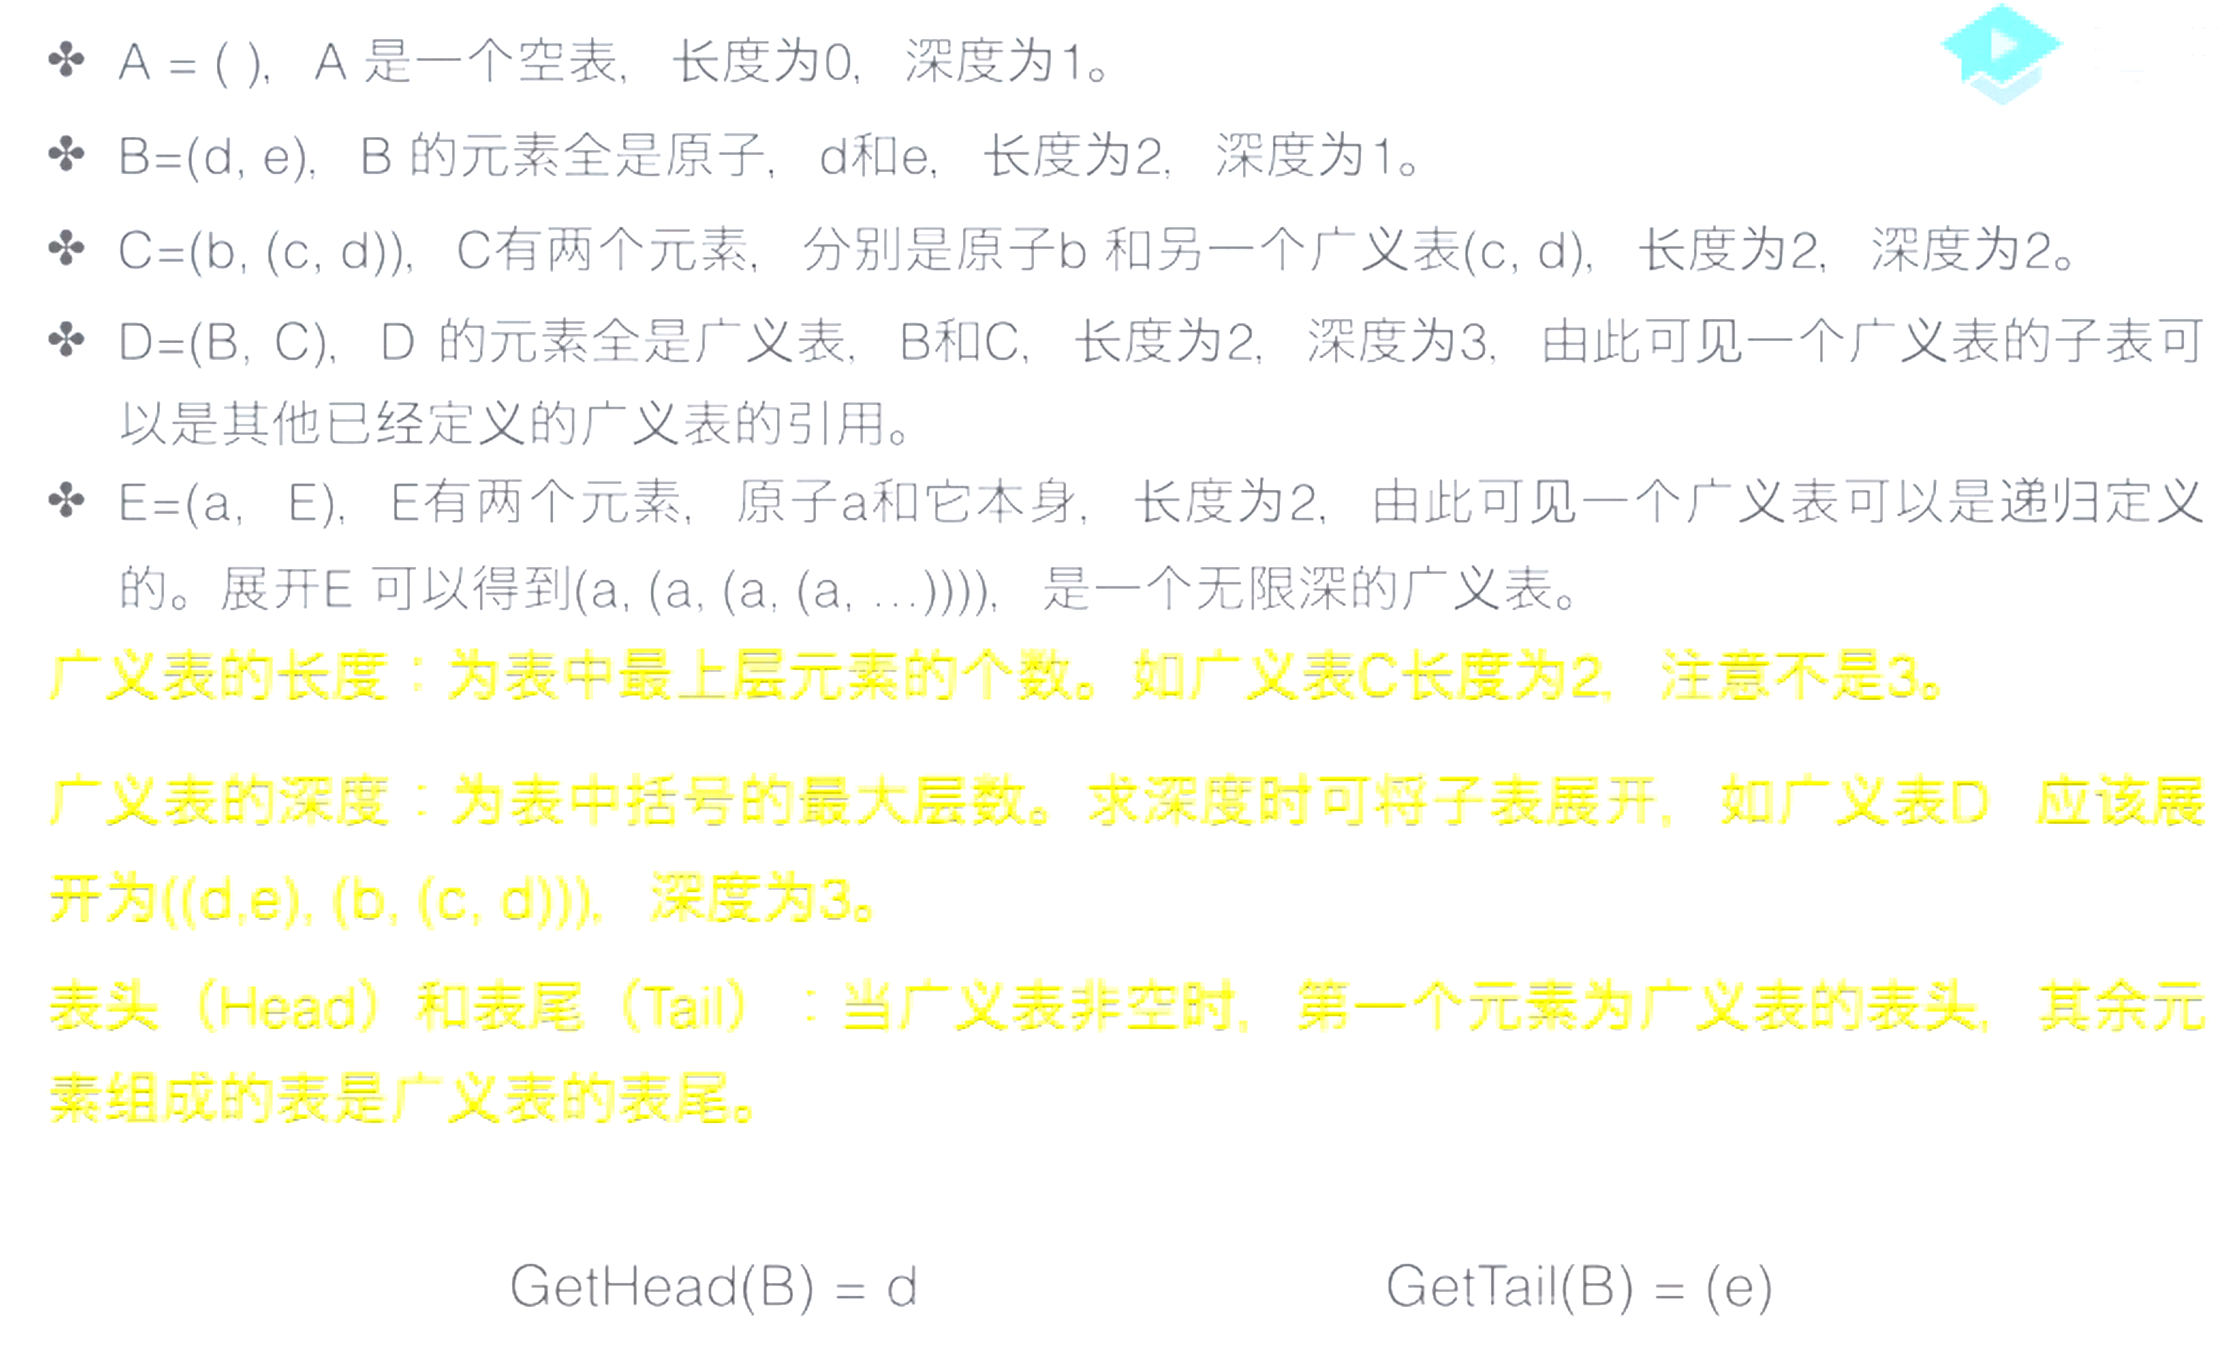 ✤ A = ( ),  A 是一个空表,  长度为0,  深度为1。
✤ B=(d, e),  B 的元素全是原子,  d和e,  长度为2,  深度为1。
✤ C=(b, (c, d)),  C有两个元素,  分别是原子b 和另一个广义表(c, d),  长度为2,  深度为2。
✤ D=(B, C),  D 的元素全是广义表,  B和C,  长度为2,  深度为3,  由此可见一个广义表的子表可
以是其他已经定义的广义表的引用。
✤ E=(a,  E),  E有两个元素,  原子a和它本身,  长度为2,  由此可见一个广义表可以是递归定义
的。展开E 可以得到(a, (a, (a, (a, ...)))),  是一个无限深的广义表。
广义表的长度：为表中最上层元素的个数。如广义表C长度为2,  注意不是3。
广义表的深度：为表中括号的最大层数。求深度时可将子表展开,  如广义表D  应该展
开为((d,e), (b, (c, d))),  深度为3。
表头（Head）和表尾（Tail）：当广义表非空时,  第一个元素为广义表的表头,  其余元
素组成的表是广义表的表尾。
GetHead(B) = d  GetTail(B) = (e)